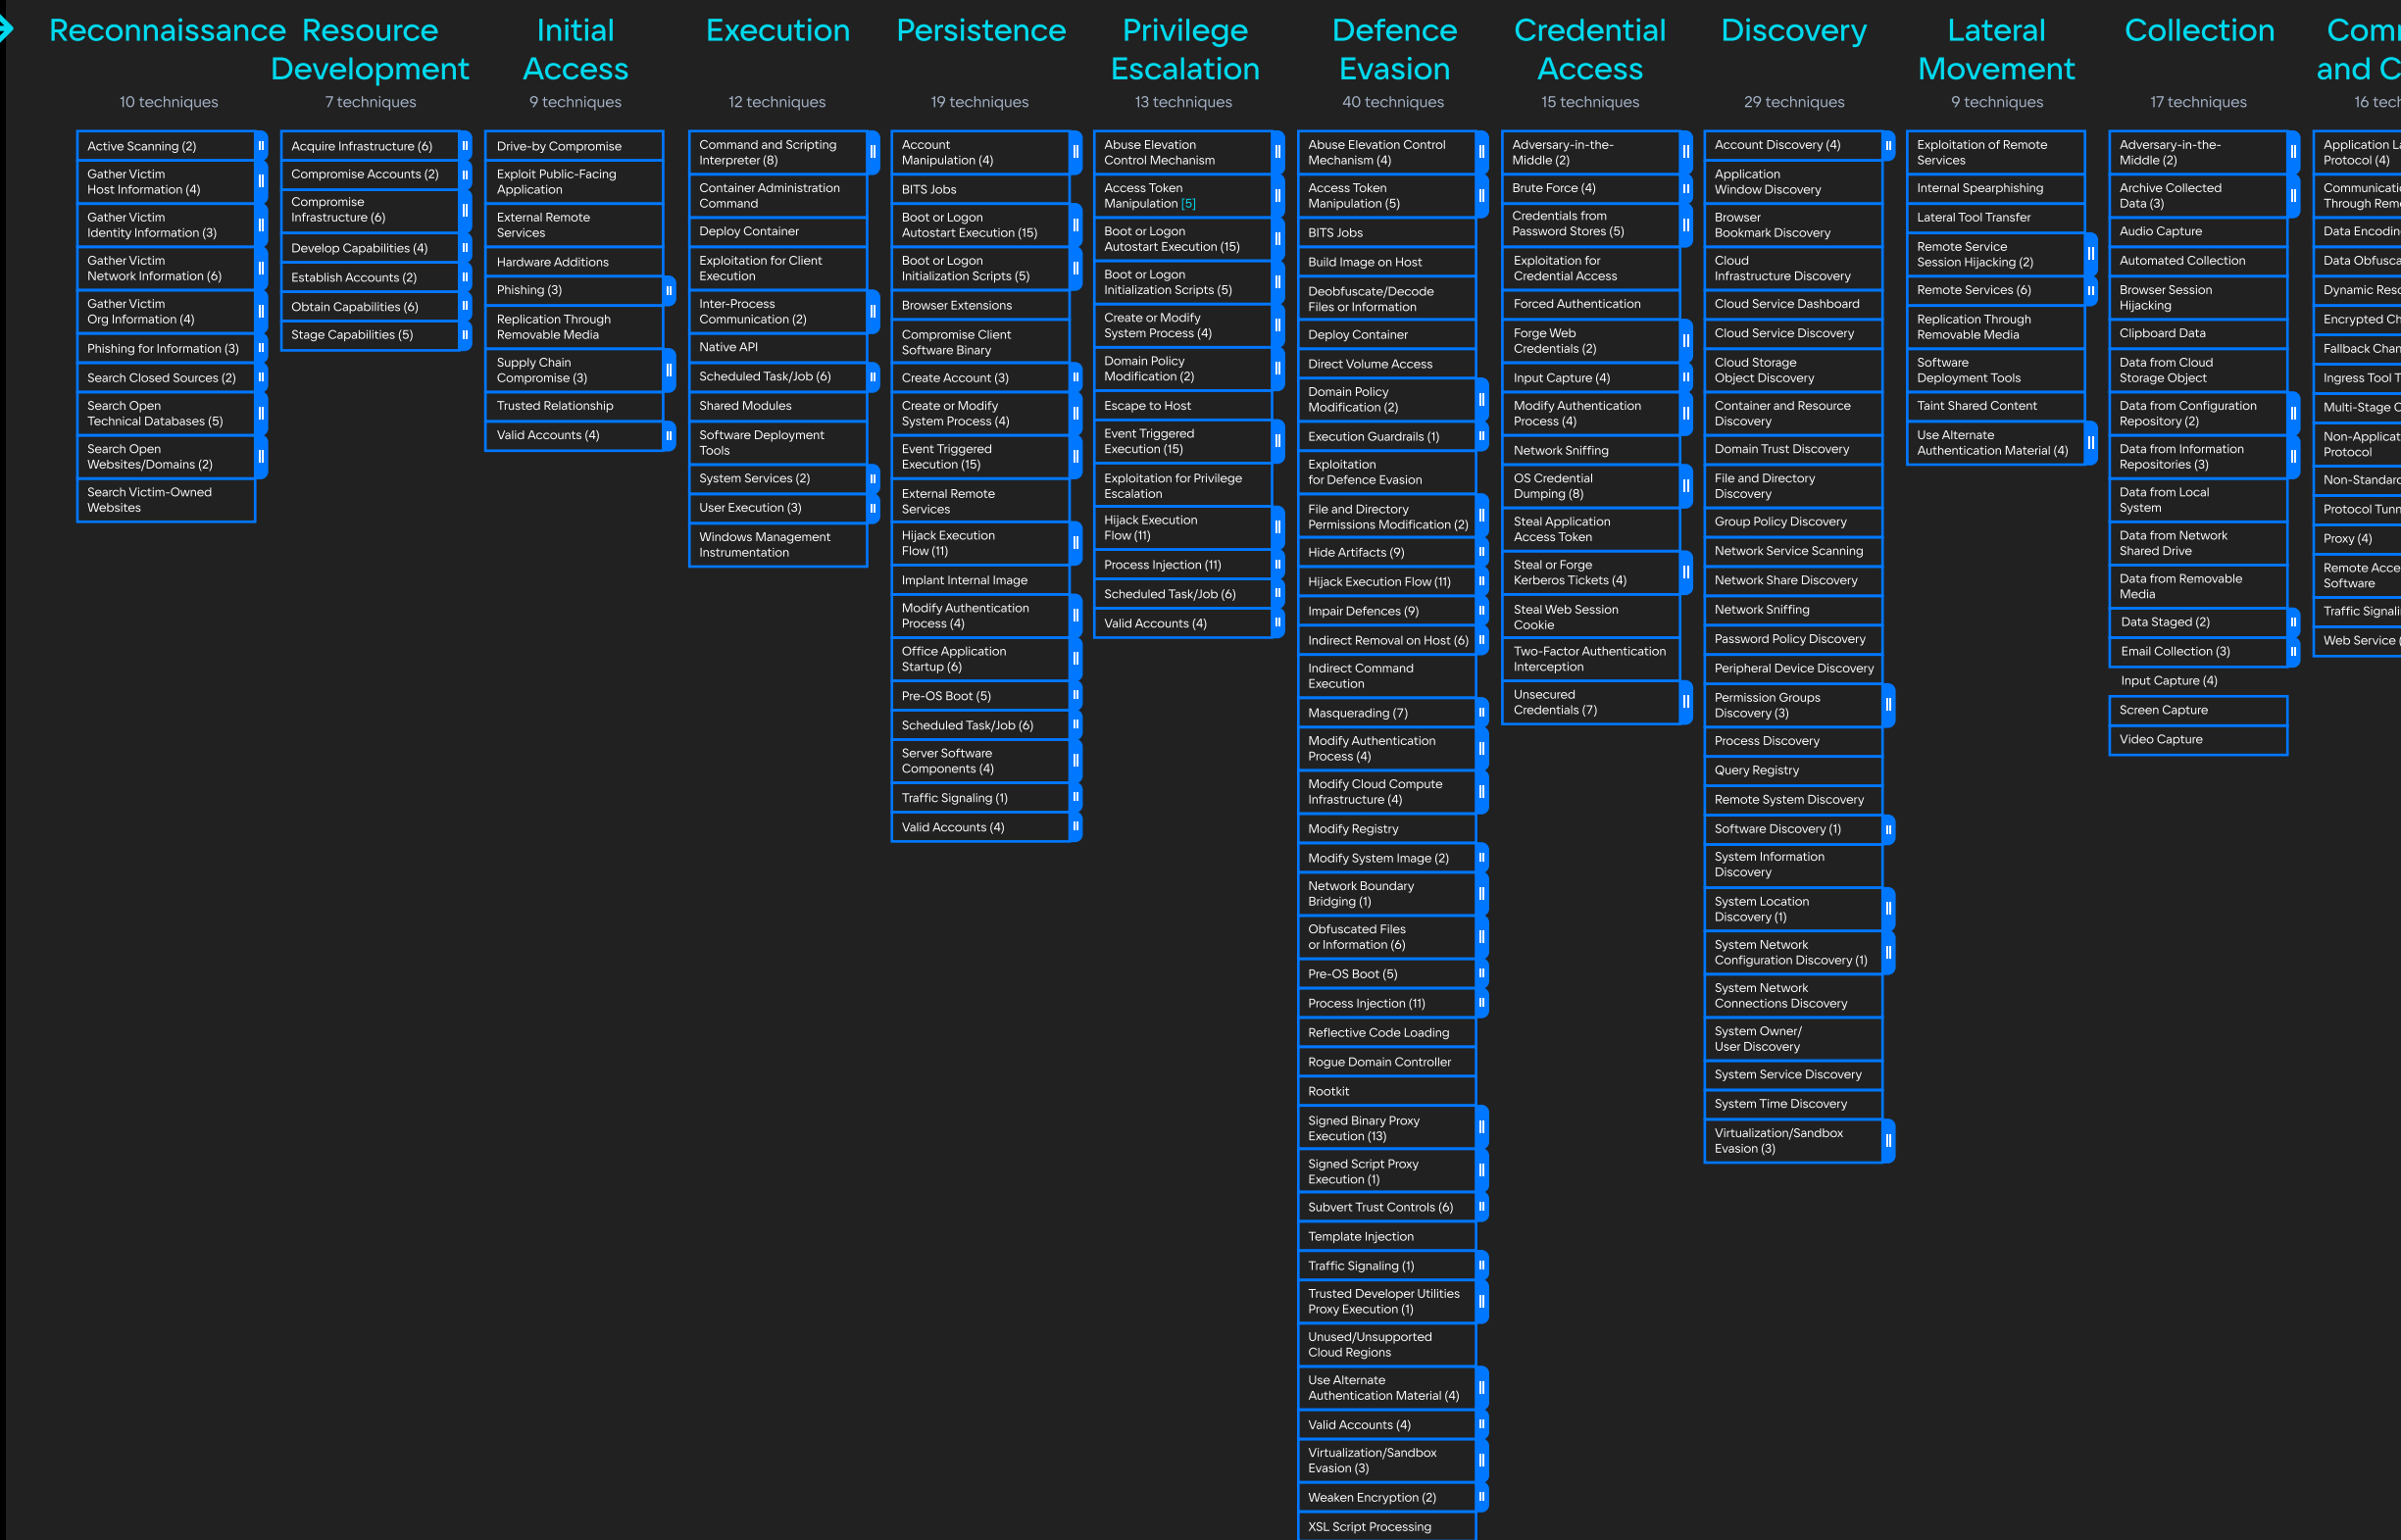 Reconnaissance
10 techniques
Active Scanning (2)
Gather Victim
Host Information (4)
Gather Victim
Identity Information (3)
Gather Victim
Network Information (6)
Gather Victim
Org Information (4)
Phishing for Information (3)
Search Closed Sources (2)
Search Open
Technical Databases (5)
Search Open
Websites/Domains (2)
Search Victim-Owned
Websites
Resource
Development
7 techniques
Acquire Infrastructure (6)
Compromise Accounts (2)
Compromise
Infrastructure (6)
Develop Capabilities (4)
Establish Accounts (2)
Obtain Capabilities (6)
Stage Capabilities (5)
Initial
Access
9 techniques
Drive-by Compromise
Exploit Public-Facing
Application
External Remote
Services
Hardware Additions
Phishing (3)
Replication Through
Removable Media
Supply Chain
Compromise (3)
Trusted Relationship
Valid Accounts (4)
Execution
12 techniques
Command and Scripting
Interpreter (8)
Container Administration
Command
Deploy Container
Exploitation for Client
Execution
Inter-Process
Communication (2)
Native API
Scheduled Task/Job (6)
Shared Modules
Software Deployment
Tools
System Services (2)
User Execution (3)
Windows Management
Instrumentation
Persistence
19 techniques
Account
Manipulation (4)
BITS Jobs
Boot or Logon
Autostart Execution (15)
Boot or Logon
Initialization Scripts (5)
Browser Extensions
Compromise Client
Software Binary
Create Account (3)
Create or Modify
System Process (4)
Event Triggered
Execution (15)
External Remote
Services
Hijack Execution
Flow (11)
Implant Internal Image
Modify Authentication
Process (4)
Office Application
Startup (6)
Pre-OS Boot (5)
Scheduled Task/Job (6)
Server Software
Components (4)
Traffic Signaling (1)
Valid Accounts (4)
Privilege
Escalation
13 techniques
Abuse Elevation
Control Mechanism
Access Token
Manipulation [5]
Boot or Logon
Autostart Execution (15)
Boot or Logon
Initialization Scripts (5)
Create or Modify
System Process (4)
Domain Policy
Modification (2)
Escape to Host
Event Triggered
Execution (15)
Exploitation for Privilege
Escalation
Hijack Execution
Flow (11)
Process Injection (11)
Scheduled Task/Job (6)
Valid Accounts (4)
Defence
Evasion
40 techniques
Abuse Elevation Control
Mechanism (4)
Access Token
Manipulation (5)
BITS Jobs
Build Image on Host
Deobfuscate/Decode
Files or Information
Deploy Container
Direct Volume Access
Domain Policy
Modification (2)
Execution Guardrails (1)
Exploitation
for Defence Evasion
File and Directory
Permissions Modification (2)
Hide Artifacts (9)
Hijack Execution Flow (11)
Impair Defences (9)
Indirect Removal on Host (6)
Indirect Command
Execution
Masquerading (7)
Modify Authentication
Process (4)
Modify Cloud Compute
Infrastructure (4)
Modify Registry
Modify System Image (2)
Network Boundary
Bridging (1)
Obfuscated Files
or Information (6)
Pre-OS Boot (5)
Process Injection (11)
Reflective Code Loading
Rogue Domain Controller
Rootkit
Signed Binary Proxy
Execution (13)
Signed Script Proxy
Execution (1)
Subvert Trust Controls (6)
Template Injection
Traffic Signaling (1)
Trusted Developer Utilities
Proxy Execution (1)
Unused/Unsupported
Cloud Regions
Use Alternate
Authentication Material (4)
Valid Accounts (4)
Virtualization/Sandbox
Evasion (3)
Weaken Encryption (2)
XSL Script Processing
Credential
Access
15 techniques
Adversary-in-the-
Middle (2)
Brute Force (4)
Credentials from
Password Stores (5)
Exploitation for
Credential Access
Forced Authentication
Forge Web
Credentials (2)
Input Capture (4)
Modify Authentication
Process (4)
Network Sniffing
OS Credential
Dumping (8)
Steal Application
Access Token
Steal or Forge
Kerberos Tickets (4)
Steal Web Session
Cookie
Two-Factor Authentication
Interception
Unsecured
Credentials (7)
Discovery
29 techniques
Account Discovery (4)
Application
Window Discovery
Browser
Bookmark Discovery
Cloud
Infrastructure Discovery
Cloud Service Dashboard
Cloud Service Discovery
Cloud Storage
Object Discovery
Container and Resource
Discovery
Domain Trust Discovery
File and Directory
Discovery
Group Policy Discovery
Network Service Scanning
Network Share Discovery
Network Sniffing
Password Policy Discovery
Peripheral Device Discovery
Permission Groups
Discovery (3)
Process Discovery
Query Registry
Remote System Discovery
Software Discovery (1)
System Information
Discovery
System Location
Discovery (1)
System Network
Configuration Discovery (1)
System Network
Connections Discovery
System Owner/
User Discovery
System Service Discovery
System Time Discovery
Virtualization/Sandbox
Evasion (3)
Lateral
Movement
9 techniques
Exploitation of Remote
Services
Internal Spearphishing
Lateral Tool Transfer
Remote Service
Session Hijacking (2)
Remote Services (6)
Replication Through
Removable Media
Software
Deployment Tools
Taint Shared Content
Use Alternate
Authentication Material (4)
Collection
17 techniques
Adversary-in-the-
Middle (2)
Archive Collected
Data (3)
Audio Capture
Automated Collection
Browser Session
Hijacking
Clipboard Data
Data from Cloud
Storage Object
Data from Configuration
Repository (2)
Data from Information
Repositories (3)
Data from Local
System
Data from Network
Shared Drive
Data from Removable
Media
Data Staged (2)
Email Collection (3)
Input Capture (4)
Screen Capture
Video Capture
and
16
Application
Protocol (4)
Through
Data
Data
Dynamic
Encrypted
Fallback
Ingress Tool
Multi-Stage
Protocol
Protocol
Proxy (4)
Remote
Software
Traffic
Web Service